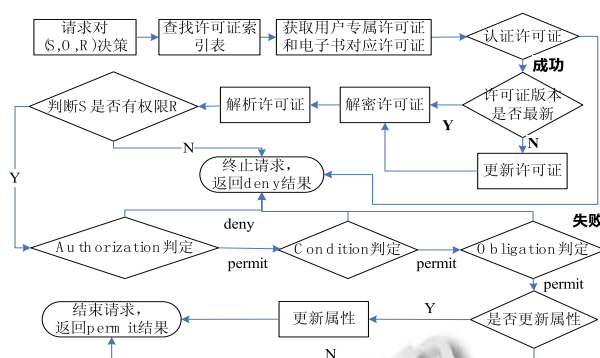 请求对
(S,O,R)决策
查找许可证索
引表
获取用户专属许可证
和电子书对应许可证
认证许可证
成功
判断S是否有权限R
解析许可证
解密许可证
许可证版本
是否最新
Y
N
更新许可证
N
Y
终止请求，
返回deny结果
失败
deny
Authorization判定
permit
Condition判定
permit
Obligation判定
permit
结束请求，
返回permit结果
更新属性
Y
是否更新属性
N